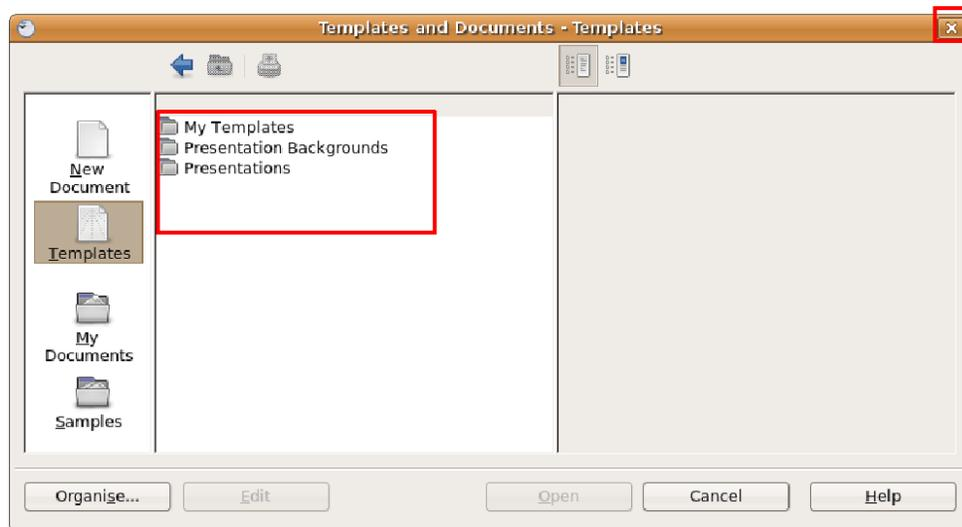 Templates and Documents - Templates
New
Document
Templates
My
Documents
Samples
My Templates
Presentation Backgrounds
Presentations
Organise...
Edit
Open
Cancel
Help